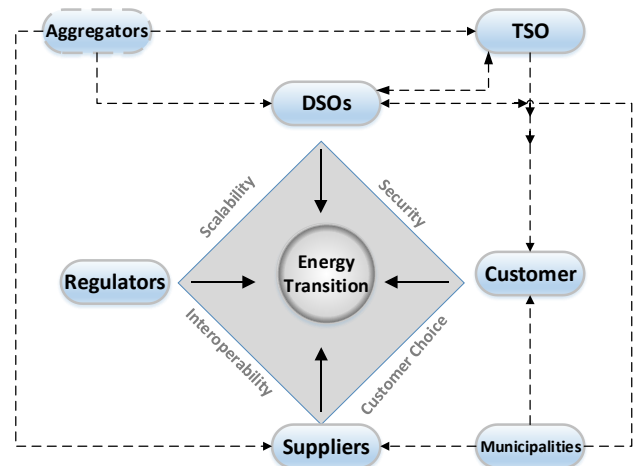 Aggregators
TSO
DSOs
Scalability
Security
Energy
Transition
Regulators
Customer
Interoperability
Customer Choice
Suppliers
Municipalities